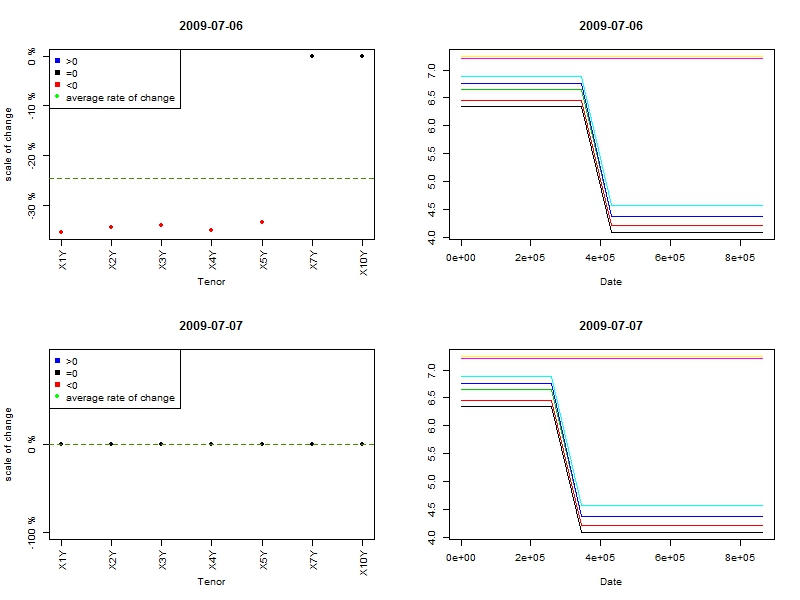 2009-07-06
scale of change
0 %
-10 %
-20 %
-30 %
>0
=0
<0
average rate of change
X1Y X2Y X3Y X4Y X5Y X7Y X10Y
Tenor
2009-07-06
7.0
6.5
6.0
5.5
5.0
4.5
4.0
0e+00 2e+05 4e+05 6e+05 8e+05
Date
2009-07-07
scale of change
0 %
-100 %
>0
=0
<0
average rate of change
X1Y X2Y X3Y X4Y X5Y X7Y X10Y
Tenor
2009-07-07
7.0
6.5
6.0
5.5
5.0
4.5
4.0
0e+00 2e+05 4e+05 6e+05 8e+05
Date